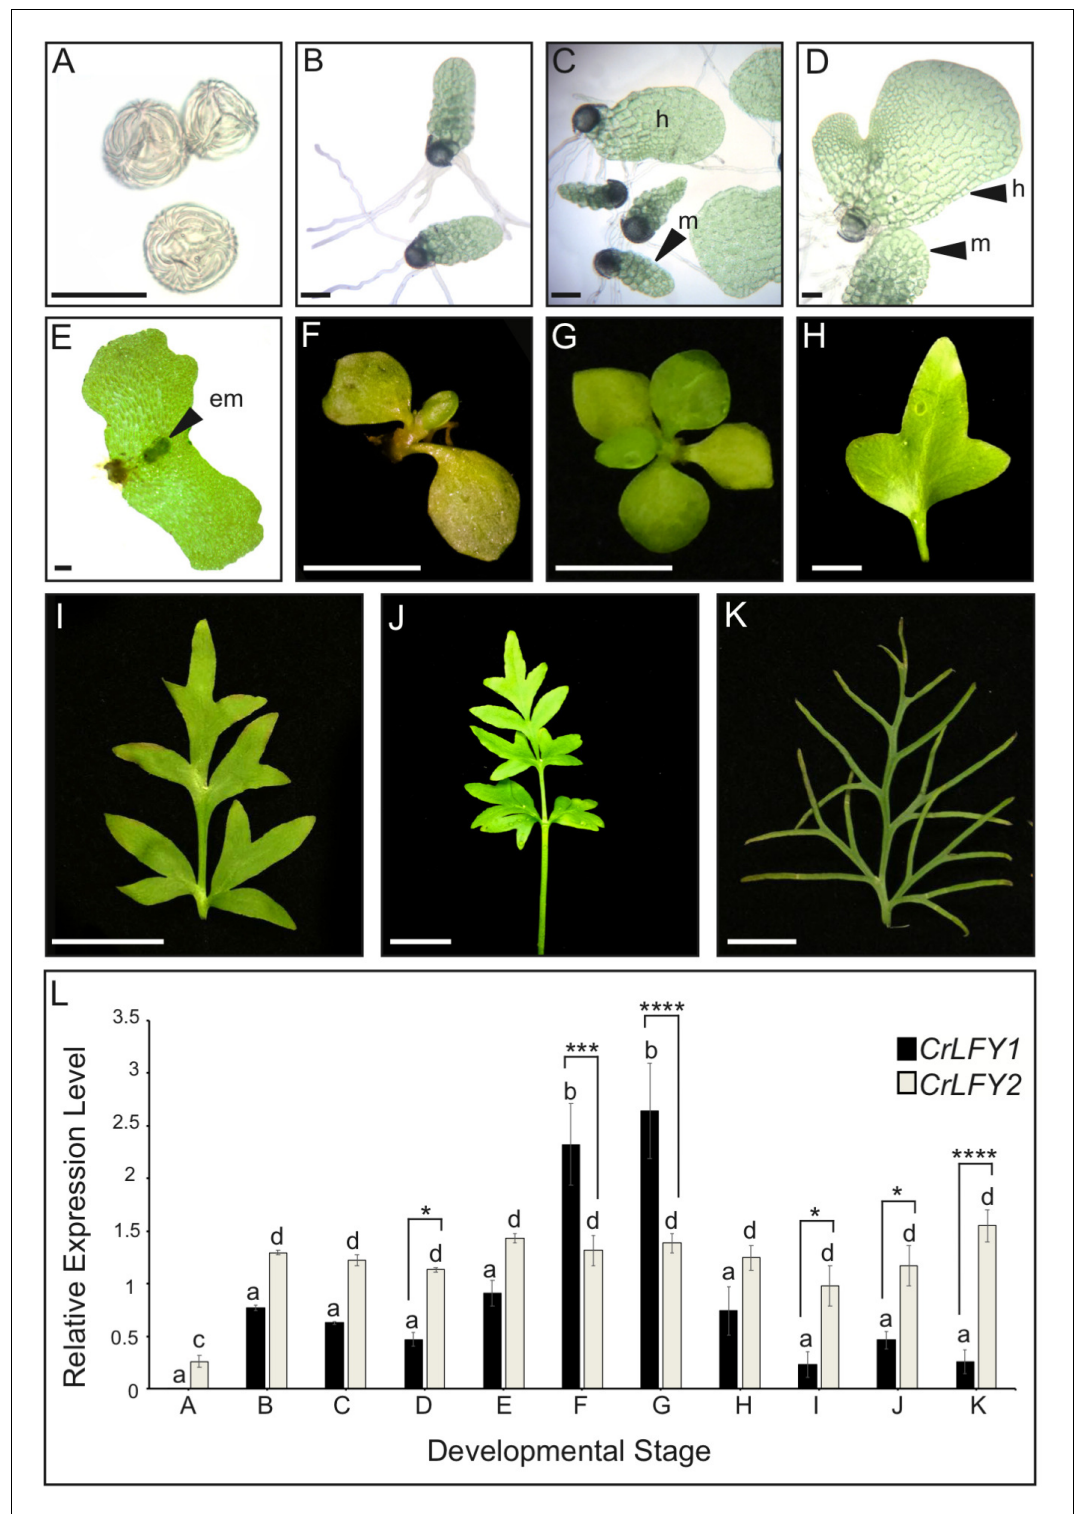 A
B
C
h
m
D
h
m
E
em
F
G
H
I
J
K
L
Relative Expression Level
3.5
3
2.5
2
1.5
1
0.5
0
CrLFY1
CrLFY2
a c
a d
a d
* a d
a d
*** b d
**** b d
a d
* a d
* a d
**** a d
A B C D E F G H I J K
Developmental Stage